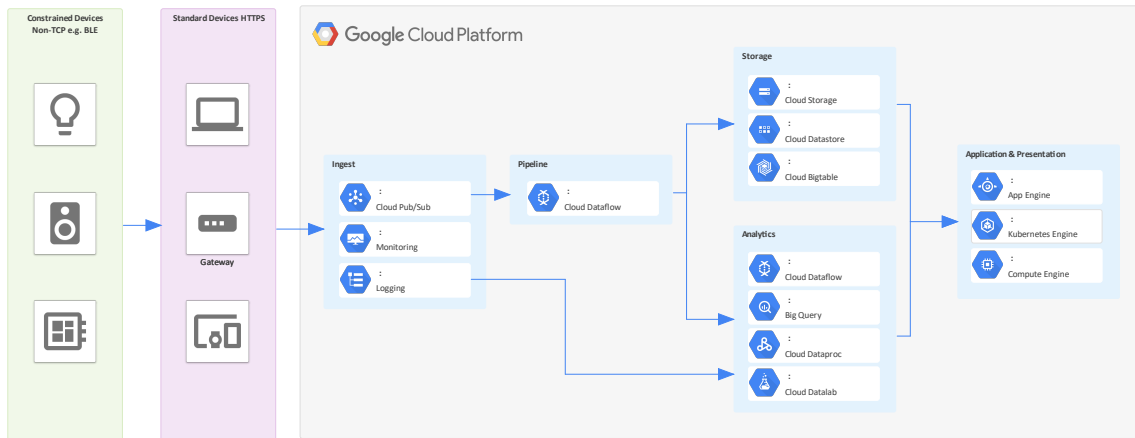 Constrained Devices
Non-TCP e.g. BLE
Standard Devices HTTPS
Gateway
Google Cloud Platform
Ingest
:
Cloud Pub/Sub
:
Monitoring
:
Logging
Pipeline
:
Cloud Dataflow
Storage
:
Cloud Storage
:
Cloud Datastore
:
Cloud Bigtable
Analytics
:
Cloud Dataflow
:
Big Query
:
Cloud Dataproc
:
Cloud Datalab
Application & Presentation
:
App Engine
:
Kubernetes Engine
:
Compute Engine